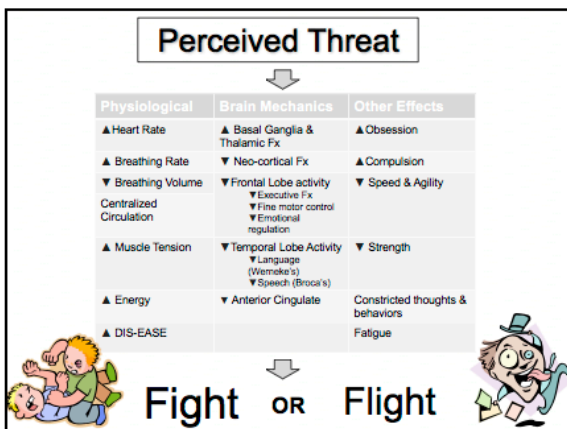 Perceived Threat
Physiological Brain Mechanics Other Effects
▲Heart Rate ▲ Basal Ganglia & ▲Obsession
Thalamic Fx
▲ Breathing Rate ▼ Neo-cortical Fx ▲Compulsion
▼ Breathing Volume ▼Frontal Lobe activity ▼ Speed & Agility
▼Executive Fx
Centralized ▼Fine motor control
Circulation ▼Emotional
regulation
▲ Muscle Tension ▼Temporal Lobe Activity ▼ Strength
▼Language
(Werneke's)
▼Speech (Broca's)
▲ Energy ▼ Anterior Cingulate Constricted thoughts &
behaviors
▲ DIS-EASE Fatigue
Fight OR Flight